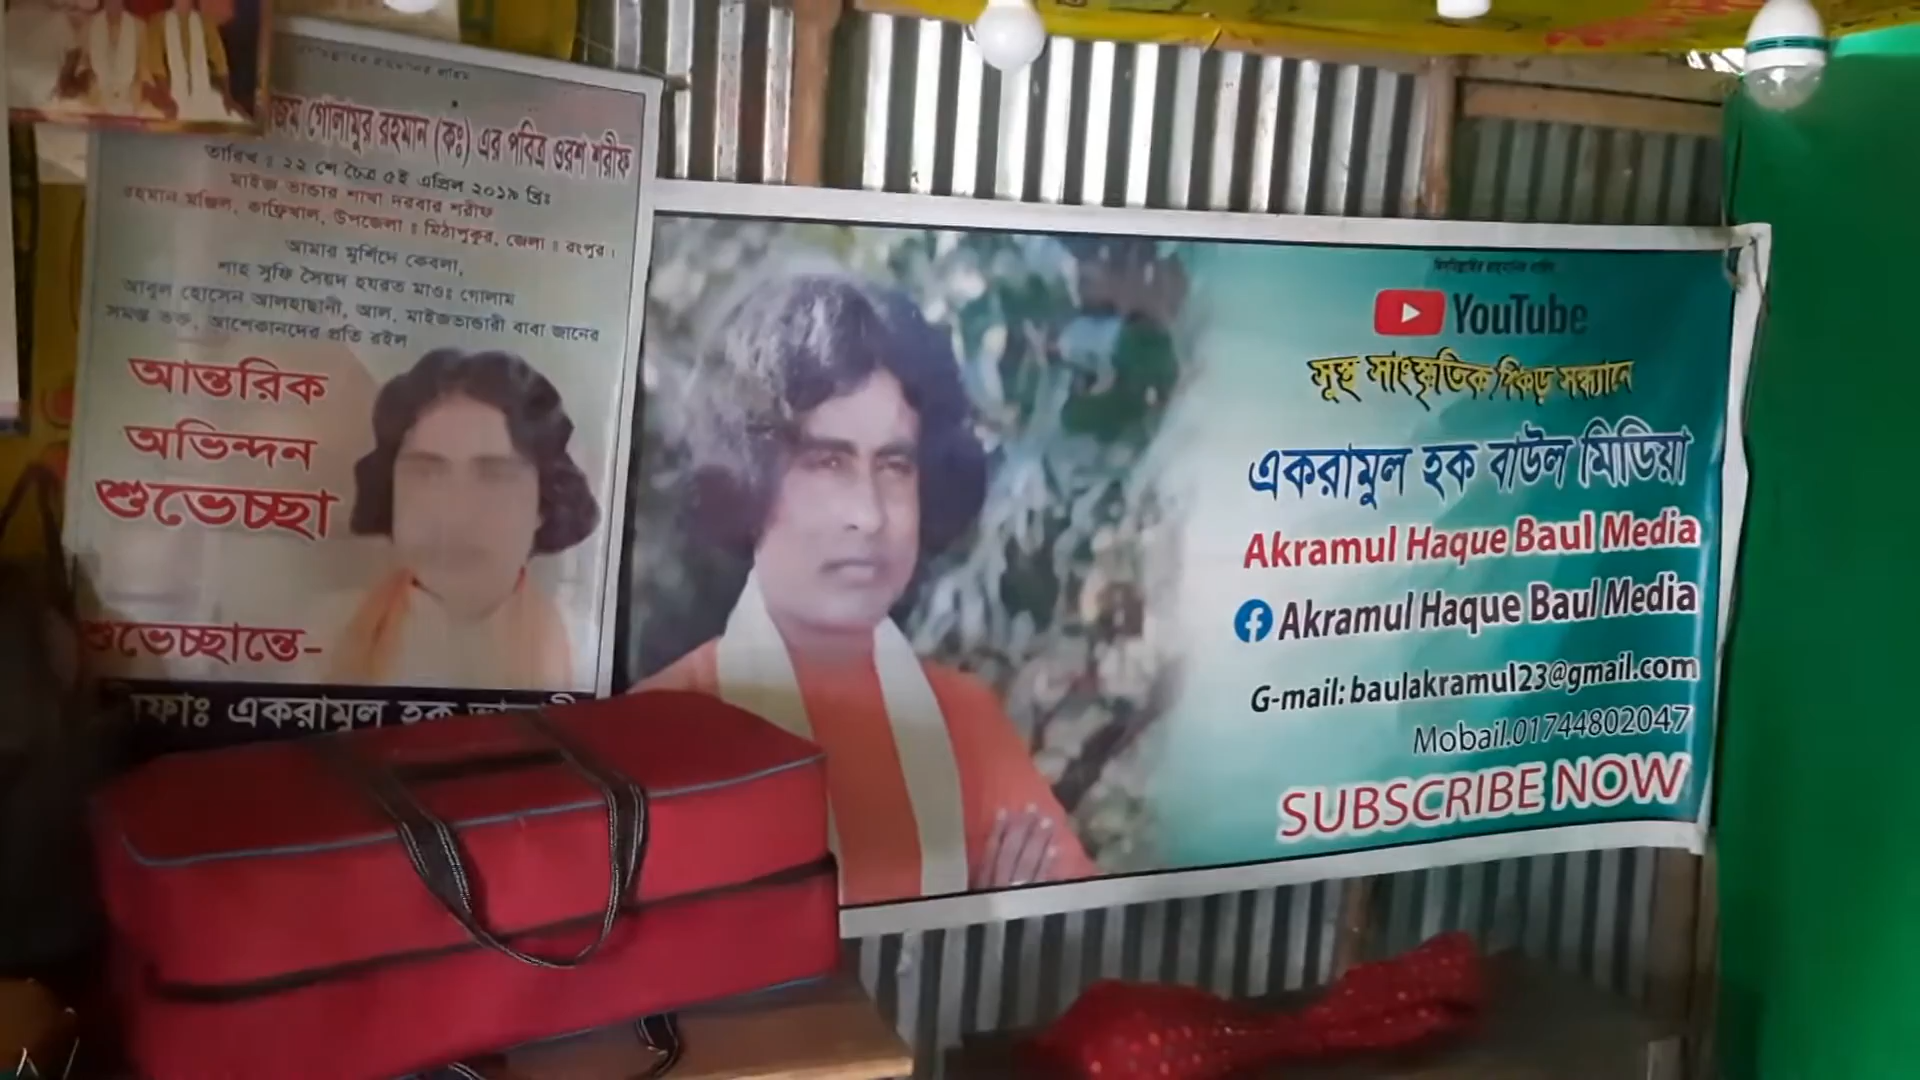 গোলামুর রহমান (কঃ) এর পবিত্র ওরশ শরীফ
তারিখ : ২২ শে চৈত্র ৫ই এপ্রিল ২০১৯ খ্রিঃ
মাইজ ভান্ডার শাখা দরবার শরীফ
রহমান মঞ্জিল, কাফ্রিখাল, উপজেলা : মিঠাপুকুর, জেলা : রংপুর।
আমার মুর্শিদে কেবলা,
শাহ সুফি সৈয়দ হযরত মাওঃ গোলাম
আবুল হোসেন আলহাছানী, আল, মাইজভান্ডারী বাবা জানের
সমস্ত ভক্ত, আশেকানদের প্রতি রইল
আন্তরিক
অভিন্দন
শুভেচ্ছা
শুভেচ্ছান্তে-
একরামুল হক
YouTube
সুস্থ সাংস্কৃতিক শিকড় সন্ধ্যানে
একরামুল হক বাউল মিডিয়া
Akramul Haque Baul Media
Akramul Haque Baul Media
G-mail: baulakramul23@gmail.com
Mobail.01744802047
SUBSCRIBE NOW